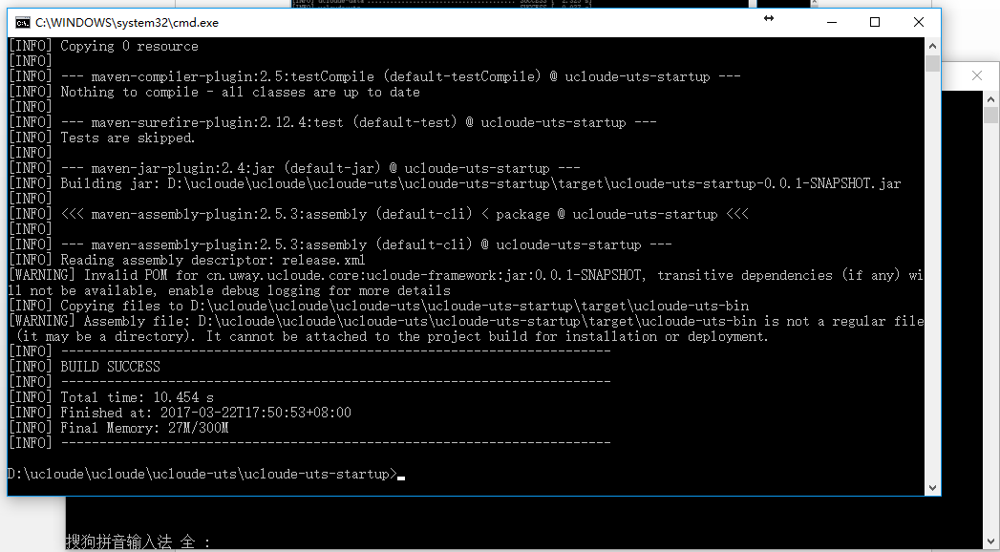 C:\WINDOWS\system32\cmd.exe
[INFO] Copying 0 resource
[INFO]
[INFO] --- maven-compiler-plugin:2.5:testCompile (default-testCompile) @ ucloude-uts-startup ---
[INFO] Nothing to compile - all classes are up to date
[INFO]
[INFO] --- maven-surefire-plugin:2.12.4:test (default-test) @ ucloude-uts-startup ---
[INFO] Tests are skipped.
[INFO]
[INFO] --- maven-jar-plugin:2.4:jar (default-jar) @ ucloude-uts-startup ---
[INFO] Building jar: D:\ucloude\ucloude\ucloude-uts\ucloude-uts-startup\target\ucloude-uts-startup-0.0.1-SNAPSHOT.jar
[INFO]
[INFO] <<< maven-assembly-plugin:2.5.3:assembly (default-cli) < package @ ucloude-uts-startup <<<
[INFO]
[INFO] --- maven-assembly-plugin:2.5.3:assembly (default-cli) @ ucloude-uts-startup ---
[INFO] Reading assembly descriptor: release.xml
[WARNING] Invalid POM for cn.uway.ucloude.core:ucloude-framework:jar:0.0.1-SNAPSHOT, transitive dependencies (if any) wi
ll not be available, enable debug logging for more details
[INFO] Copying files to D:\ucloude\ucloude\ucloude-uts\ucloude-uts-startup\target\ucloude-uts-bin
[WARNING] Assembly file: D:\ucloude\ucloude\ucloude-uts\ucloude-uts-startup\target\ucloude-uts-bin is not a regular file
(it may be a directory). It cannot be attached to the project build for installation or deployment.
[INFO] ------------------------------------------------------------------------
[INFO] BUILD SUCCESS
[INFO] ------------------------------------------------------------------------
[INFO] Total time: 10.454 s
[INFO] Finished at: 2017-03-22T17:50:53+08:00
[INFO] Final Memory: 27M/300M
[INFO] ------------------------------------------------------------------------
D:\ucloude\ucloude\ucloude-uts\ucloude-uts-startup>
搜狗拼音输入法 全 :